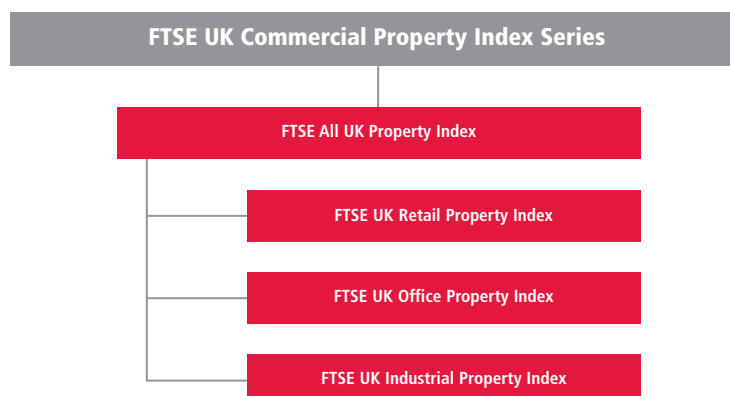 FTSE UK Commercial Property Index Series
FTSE All UK Property Index
FTSE UK Retail Property Index
FTSE UK Office Property Index
FTSE UK Industrial Property Index